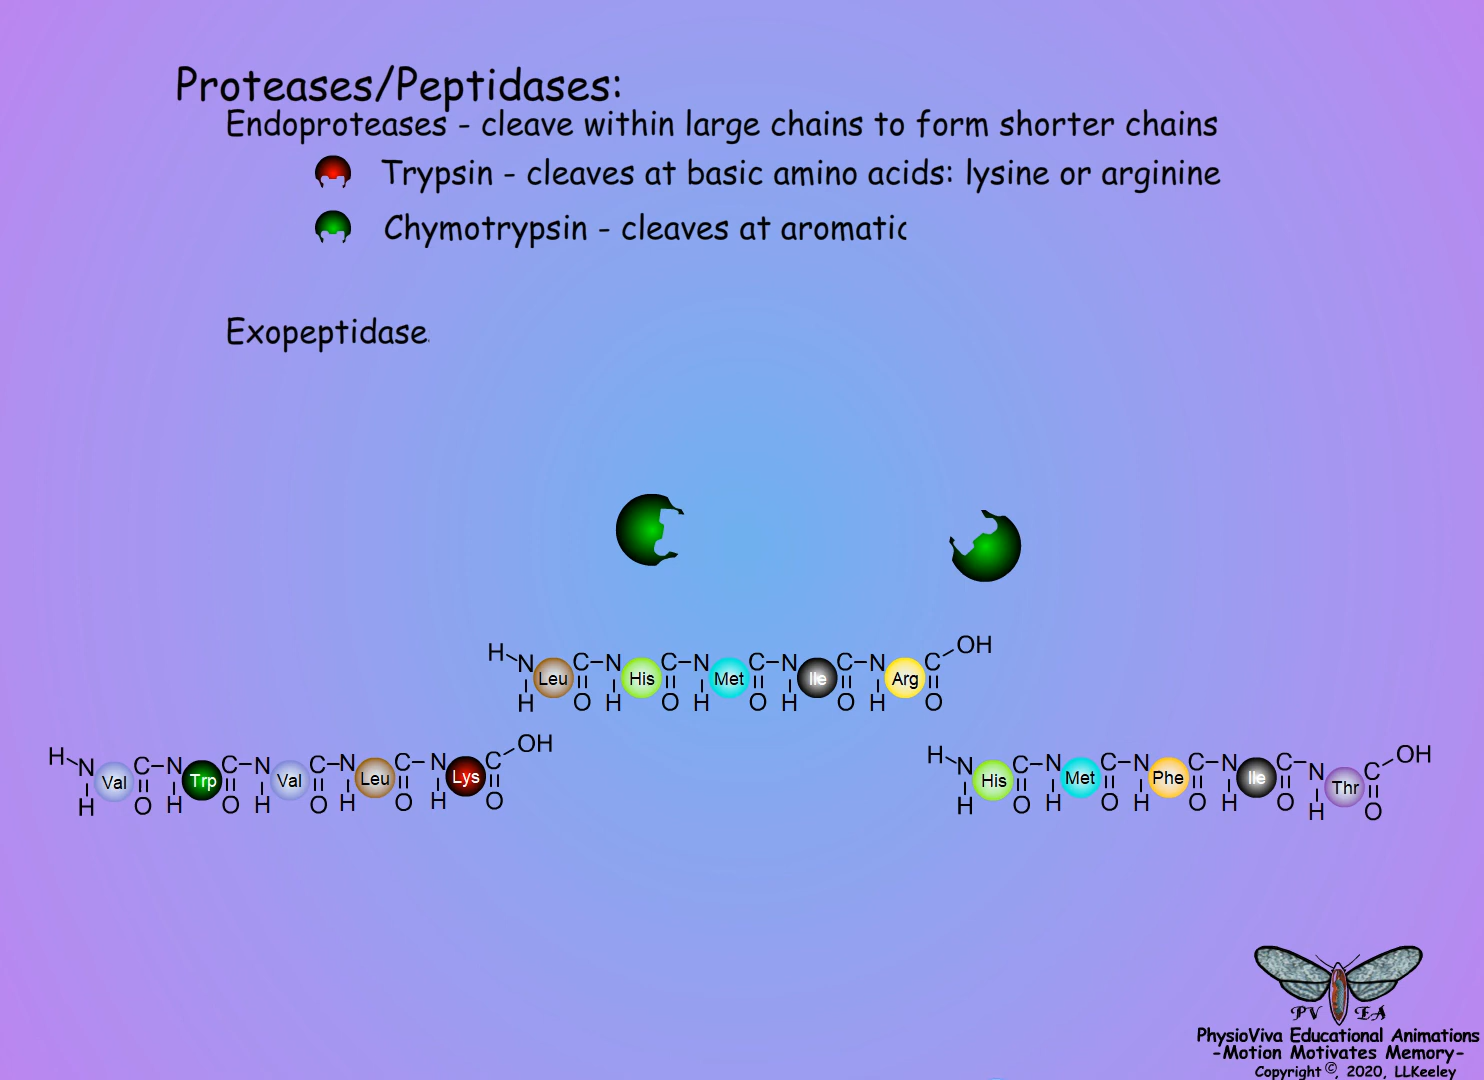 Proteases/Peptidases:
Endoproteases - cleave within large chains to form shorter chains
Trypsin - cleaves at basic amino acids: lysine or arginine
Chymotrypsin - cleaves at aromatic
Exopeptidase
H N H Leu C O N H His C O N H Met C O N H Ile C O N H Arg C O OH
H N H Val C O N H Trp C O N H Val C O N H Leu C O N H Lys C O OH
H N H His C O N H Met C O N H Phe C O N H Ile C O N H Thr C O OH
PV EA
PhysioViva Educational Animations
-Motion Motivates Memory-
Copyright ©, 2020, LLKeeley